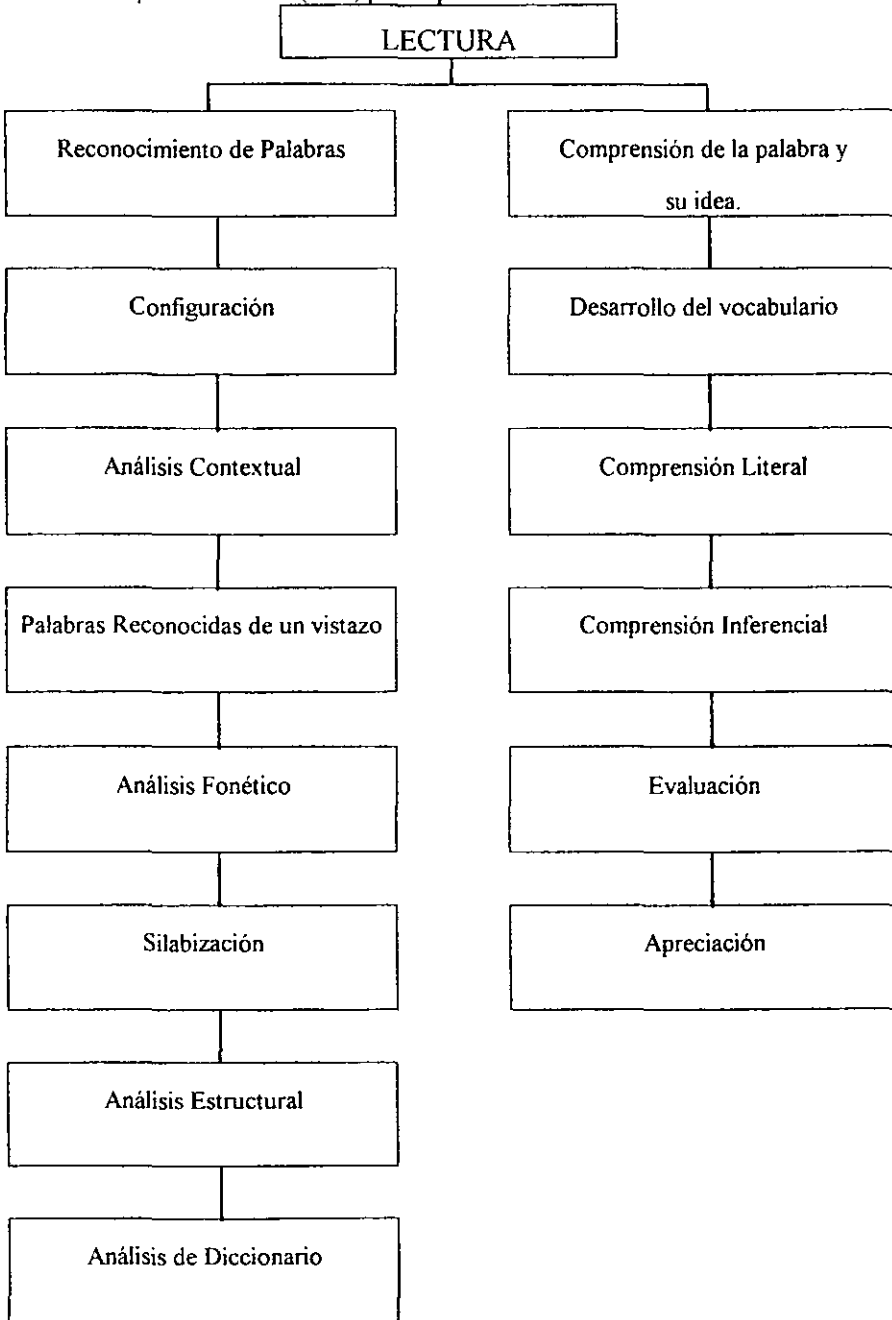 LECTURA
Reconocimiento de Palabras
Configuración
Análisis Contextual
Palabras Reconocidas de un vistazo
Análisis Fonético
Silabización
Análisis Estructural
Análisis de Diccionario
Comprensión de la palabra y
su idea.
Desarrollo del vocabulario
Comprensión Literal
Comprensión Inferencial
Evaluación
Apreciación